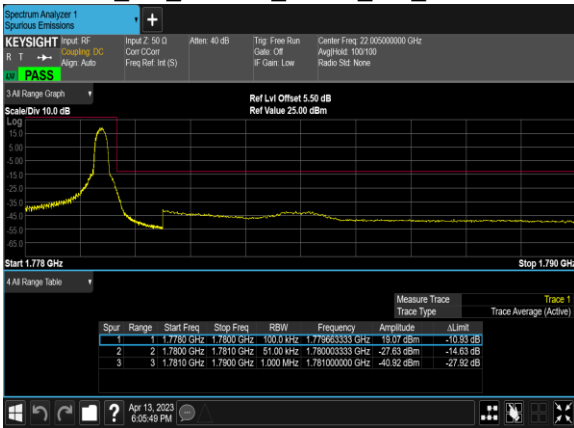 Spectrum Analyzer 1
Spurious Emissions
+
KEYSIGHT Input: RF Input Z: 50 Ω Atten: 40 dB Trig: Free Run Center Freq: 22.005000000 GHz
R T Coupling: DC Corr CCorr Gate: Off Avg|Hold: 100/100
Align: Auto Freq Ref: Int (S) IF Gain: Low Radio Std: None
PASS
3 All Range Graph
Ref Lvl Offset 5.50 dB
Scale/Div 10.0 dB Ref Value 25.00 dBm
Log
15.0
5.00
-5.00
-15.0
-25.0
-35.0
-45.0
-55.0
-65.0
Start 1.778 GHz Stop 1.790 GHz
4 All Range Table
Measure Trace Trace 1
Trace Type Trace Average (Active)
Spur Range Start Freq Stop Freq RBW Frequency Amplitude ΔLimit
1 1 1.7780 GHz 1.7800 GHz 100.0 kHz 1.779663333 GHz 19.07 dBm -10.93 dB
2 2 1.7800 GHz 1.7810 GHz 51.00 kHz 1.780003333 GHz -27.63 dBm -14.63 dB
3 3 1.7810 GHz 1.7900 GHz 1.000 MHz 1.781000000 GHz -40.92 dBm -27.92 dB
? Apr 13, 2023
6:05:49 PM